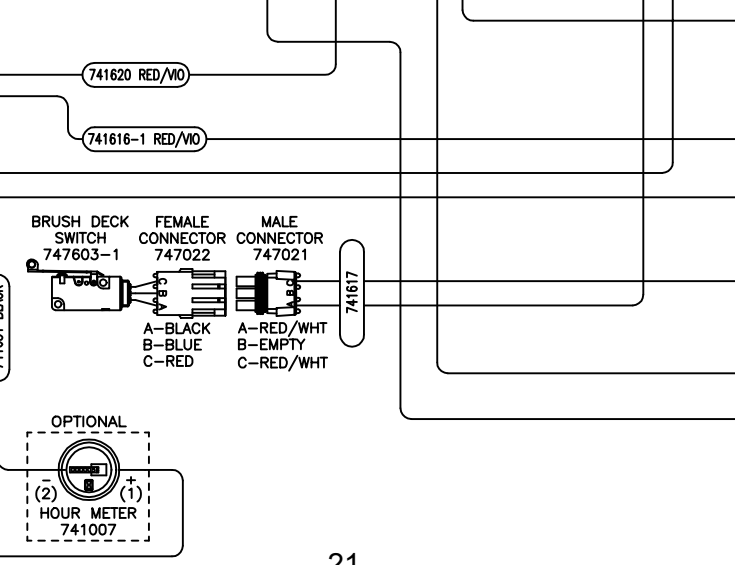 741620 RED/VIO
741616-1 RED/VIO
BRUSH DECK
SWITCH
747603-1
FEMALE
CONNECTOR
747022
MALE
CONNECTOR
747021
C
B
A
C
B
A
741617
A-BLACK
B-BLUE
C-RED
A-RED/WHT
B-EMPTY
C-RED/WHT
OPTIONAL
- +
(2) (1)
HOUR METER
741007
21